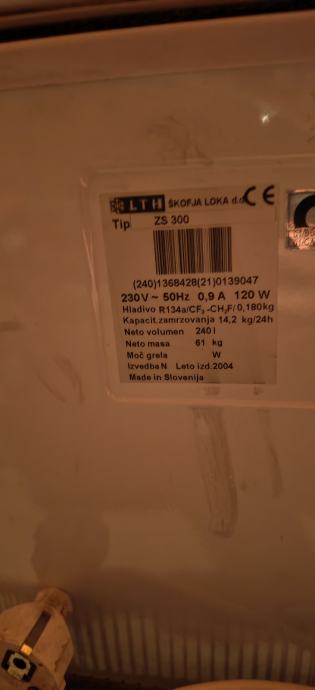 LTH ŠKOFJA LOKA d.d. CE
Tip ZS 300
(240)1368428(21)0139047
230V ~ 50Hz 0,9 A 120 W
Hladivo R134a/CF₃-CH₂F/0,180kg
Kapacit.zamrzovanja 14,2 kg/24h
Neto volumen 240 l
Neto masa 61 kg
Moč grela W
Izvedba N Leto izd.2004
Made in Slovenija